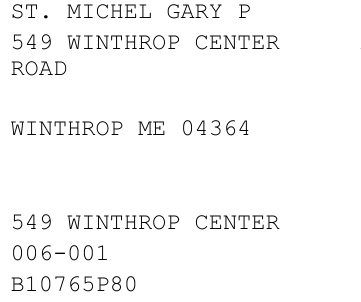 ST. MICHEL GARY P
549 WINTHROP CENTER
ROAD
WINTHROP ME 04364
549 WINTHROP CENTER
006-001
B10765P80